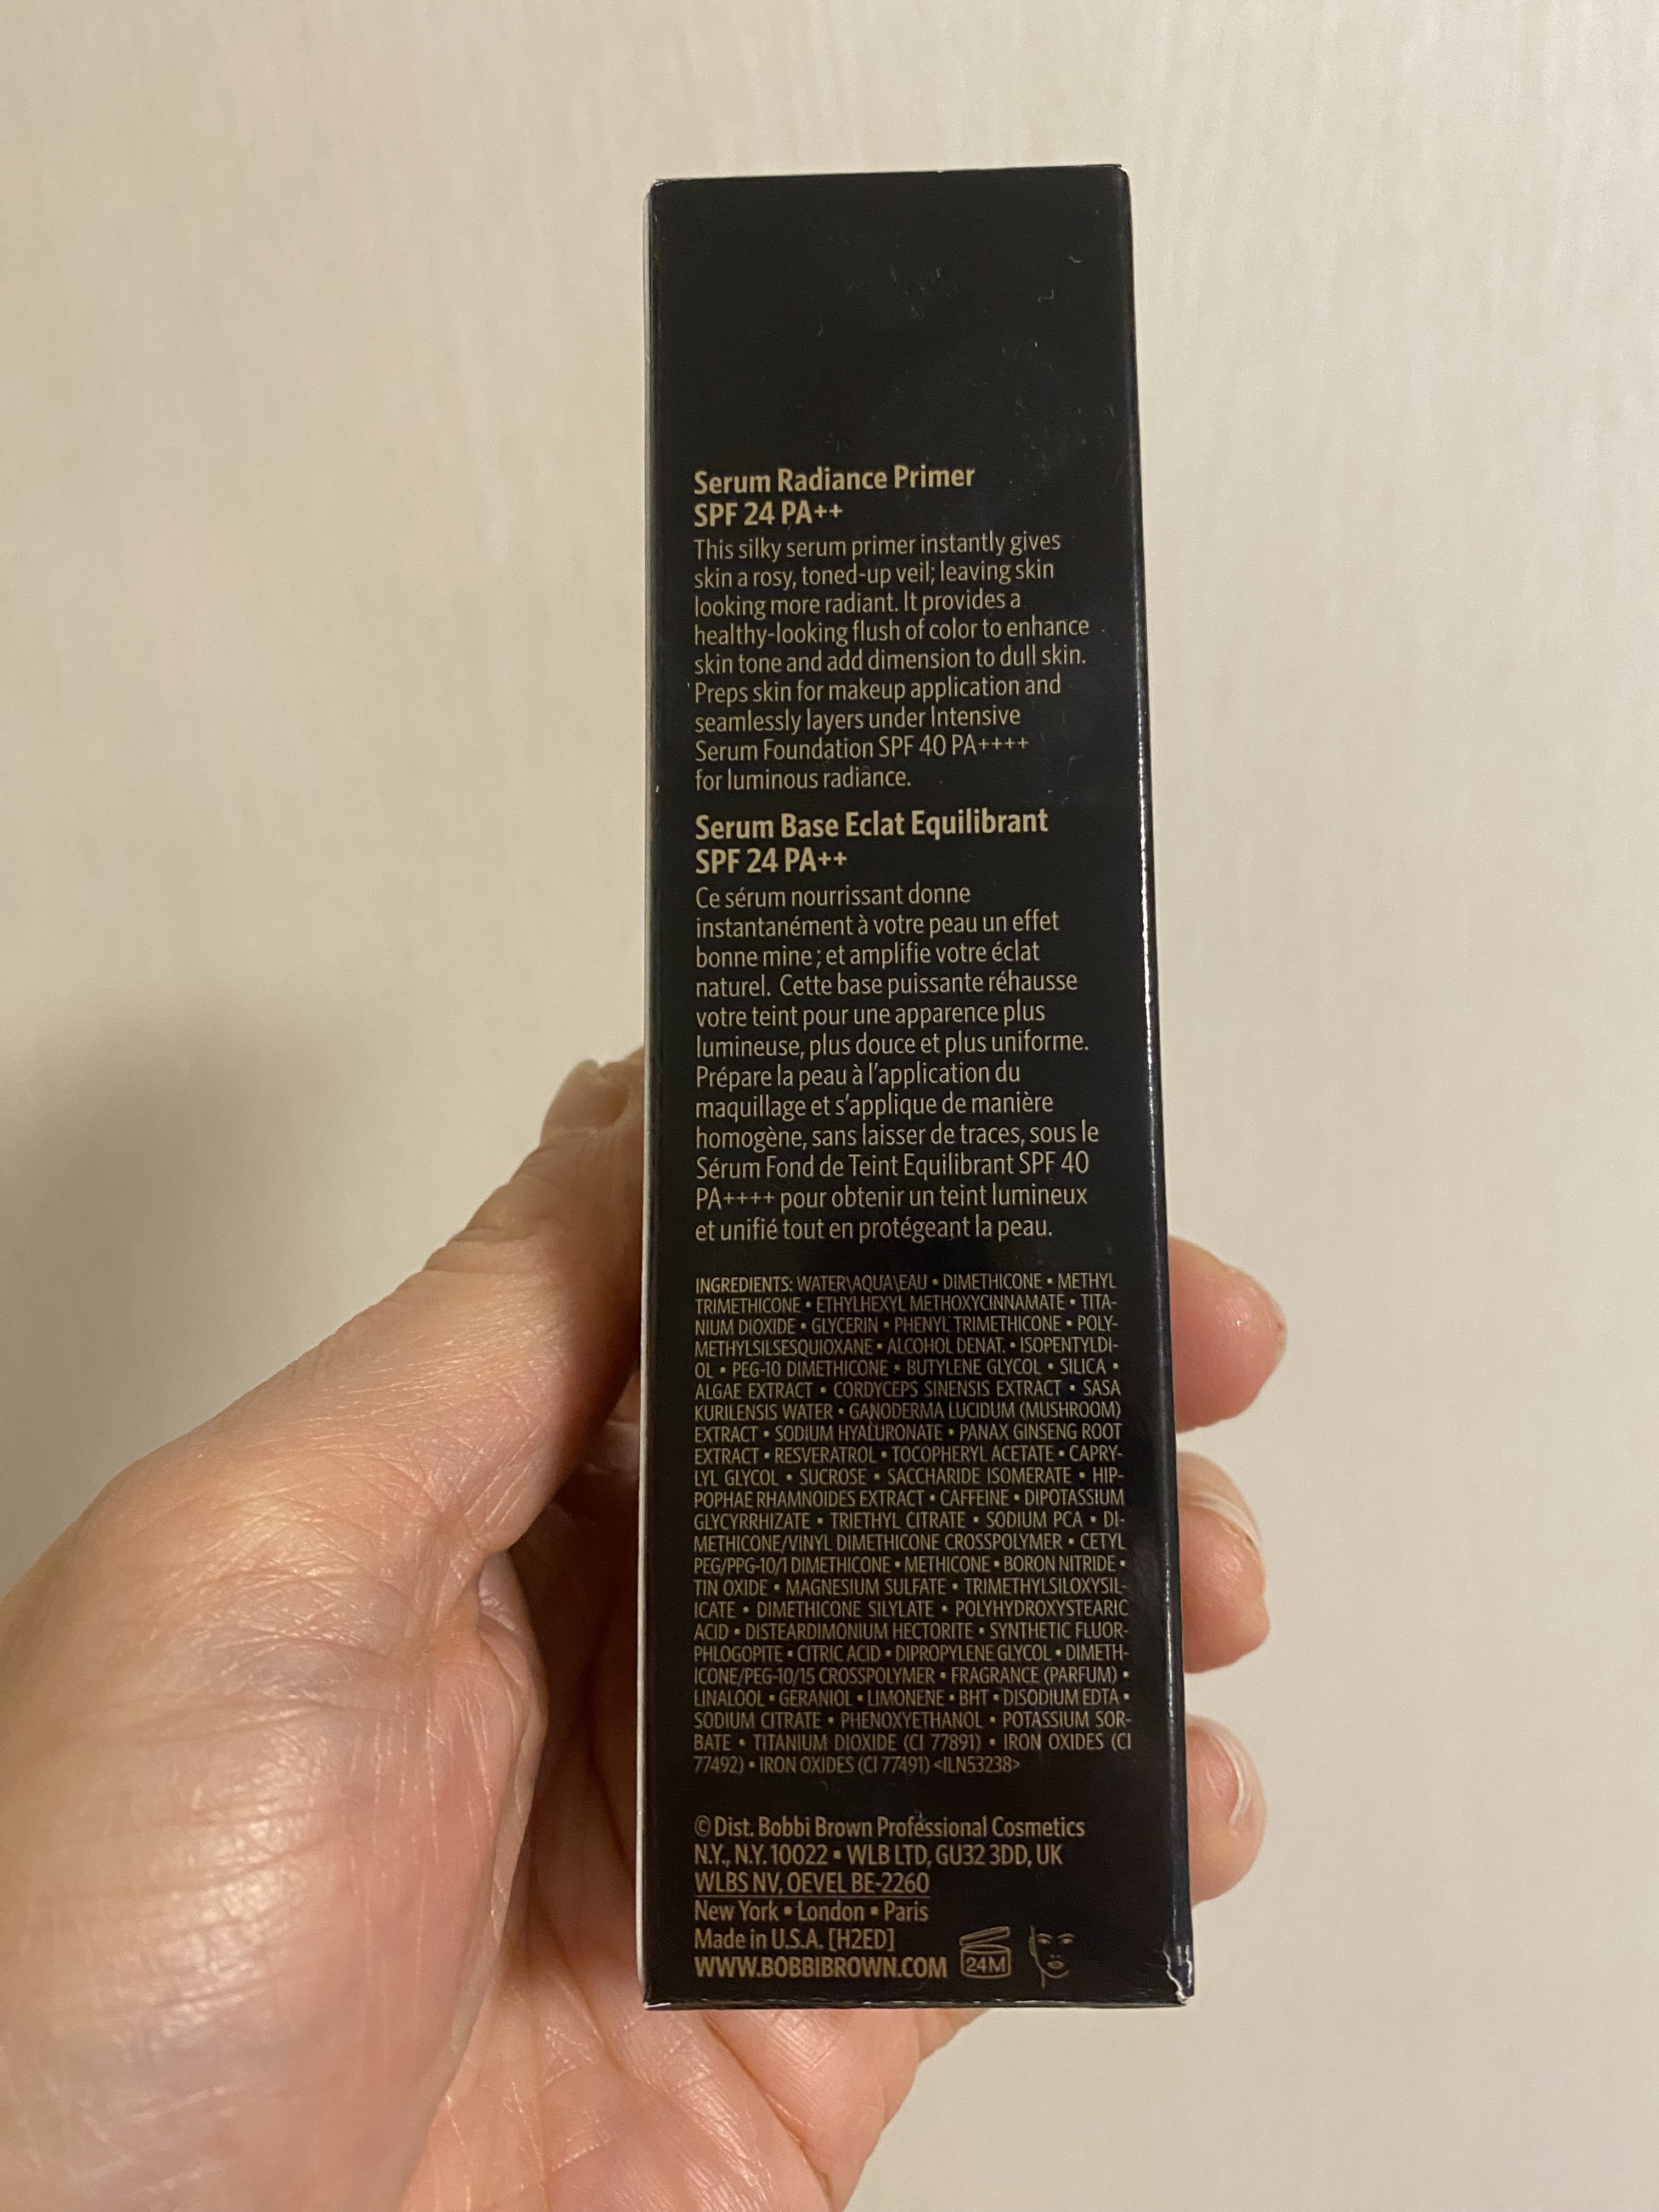 Serum Radiance Primer
SPF 24 PA++
This silky serum primer instantly gives
skin a rosy, toned-up veil; leaving skin
looking more radiant. It provides a
healthy-looking flush of color to enhance
skin tone and add dimension to dull skin.
Preps skin for makeup application and
seamlessly layers under Intensive
Serum Foundation SPF 40 PA++++
for luminous radiance.
Serum Base Eclat Equilibrant
SPF 24 PA++
Ce sérum nourrissant donne
instantanément à votre peau un effet
bonne mine ; et amplifie votre éclat
naturel. Cette base puissante réhausse
votre teint pour une apparence plus
lumineuse, plus douce et plus uniforme.
Prépare la peau à l'application du
maquillage et s'applique de manière
homogène, sans laisser de traces, sous le
Sérum Fond de Teint Equilibrant SPF 40
PA++++ pour obtenir un teint lumineux
et unifié tout en protégeant la peau.
INGREDIENTS: WATER\AQUA\EAU • DIMETHICONE • METHYL
TRIMETHICONE • ETHYLHEXYL METHOXYCINNAMATE • TITA-
NIUM DIOXIDE • GLYCERIN • PHENYL TRIMETHICONE • POLY-
METHYLSILSESQUIOXANE • ALCOHOL DENAT. • ISOPENTYLDI-
OL • PEG-10 DIMETHICONE • BUTYLENE GLYCOL • SILICA •
ALGAE EXTRACT • CORDYCEPS SINENSIS EXTRACT • SASA
KURILENSIS WATER • GANODERMA LUCIDUM (MUSHROOM)
EXTRACT • SODIUM HYALURONATE • PANAX GINSENG ROOT
EXTRACT • RESVERATROL • TOCOPHERYL ACETATE • CAPRY-
LYL GLYCOL • SUCROSE • SACCHARIDE ISOMERATE • HIP-
POPHAE RHAMNOIDES EXTRACT • CAFFEINE • DIPOTASSIUM
GLYCYRRHIZATE • TRIETHYL CITRATE • SODIUM PCA • DI-
METHICONE/VINYL DIMETHICONE CROSSPOLYMER • CETYL
PEG/PPG-10/1 DIMETHICONE • METHICONE • BORON NITRIDE •
TIN OXIDE • MAGNESIUM SULFATE • TRIMETHYLSILOXYSIL-
ICATE • DIMETHICONE SILYLATE • POLYHYDROXYSTEARIC
ACID • DISTEARDIMONIUM HECTORITE • SYNTHETIC FLUOR-
PHLOGOPITE • CITRIC ACID • DIPROPYLENE GLYCOL • DIMETH-
ICONE/PEG-10/15 CROSSPOLYMER • FRAGRANCE (PARFUM) •
LINALOOL • GERANIOL • LIMONENE • BHT • DISODIUM EDTA •
SODIUM CITRATE • PHENOXYETHANOL • POTASSIUM SOR-
BATE • TITANIUM DIOXIDE (CI 77891) • IRON OXIDES (CI
77492) • IRON OXIDES (CI 77491) <ILN53238>
© Dist. Bobbi Brown Professional Cosmetics
N.Y., N.Y. 10022 ▪ WLB LTD, GU32 3DD, UK
WLBS NV, OEVEL BE-2260
New York ▪ London ▪ Paris
Made in U.S.A. [H2ED]
WWW.BOBBIBROWN.COM 24M